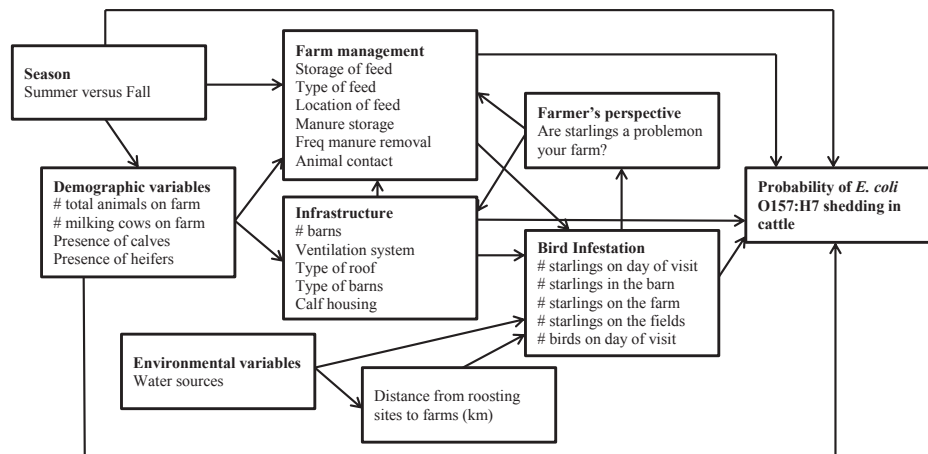 Season
Summer versus Fall
Farm management
Storage of feed
Type of feed
Location of feed
Manure storage
Freq manure removal
Animal contact
Farmer's perspective
Are starlings a problemon
your farm?
Demographic variables
# total animals on farm
# milking cows on farm
Presence of calves
Presence of heifers
Infrastructure
# barns
Ventilation system
Type of roof
Type of barns
Calf housing
Bird Infestation
# starlings on day of visit
# starlings in the barn
# starlings on the farm
# starlings on the fields
# birds on day of visit
Probability of E. coli
O157:H7 shedding in
cattle
Environmental variables
Water sources
Distance from roosting
sites to farms (km)